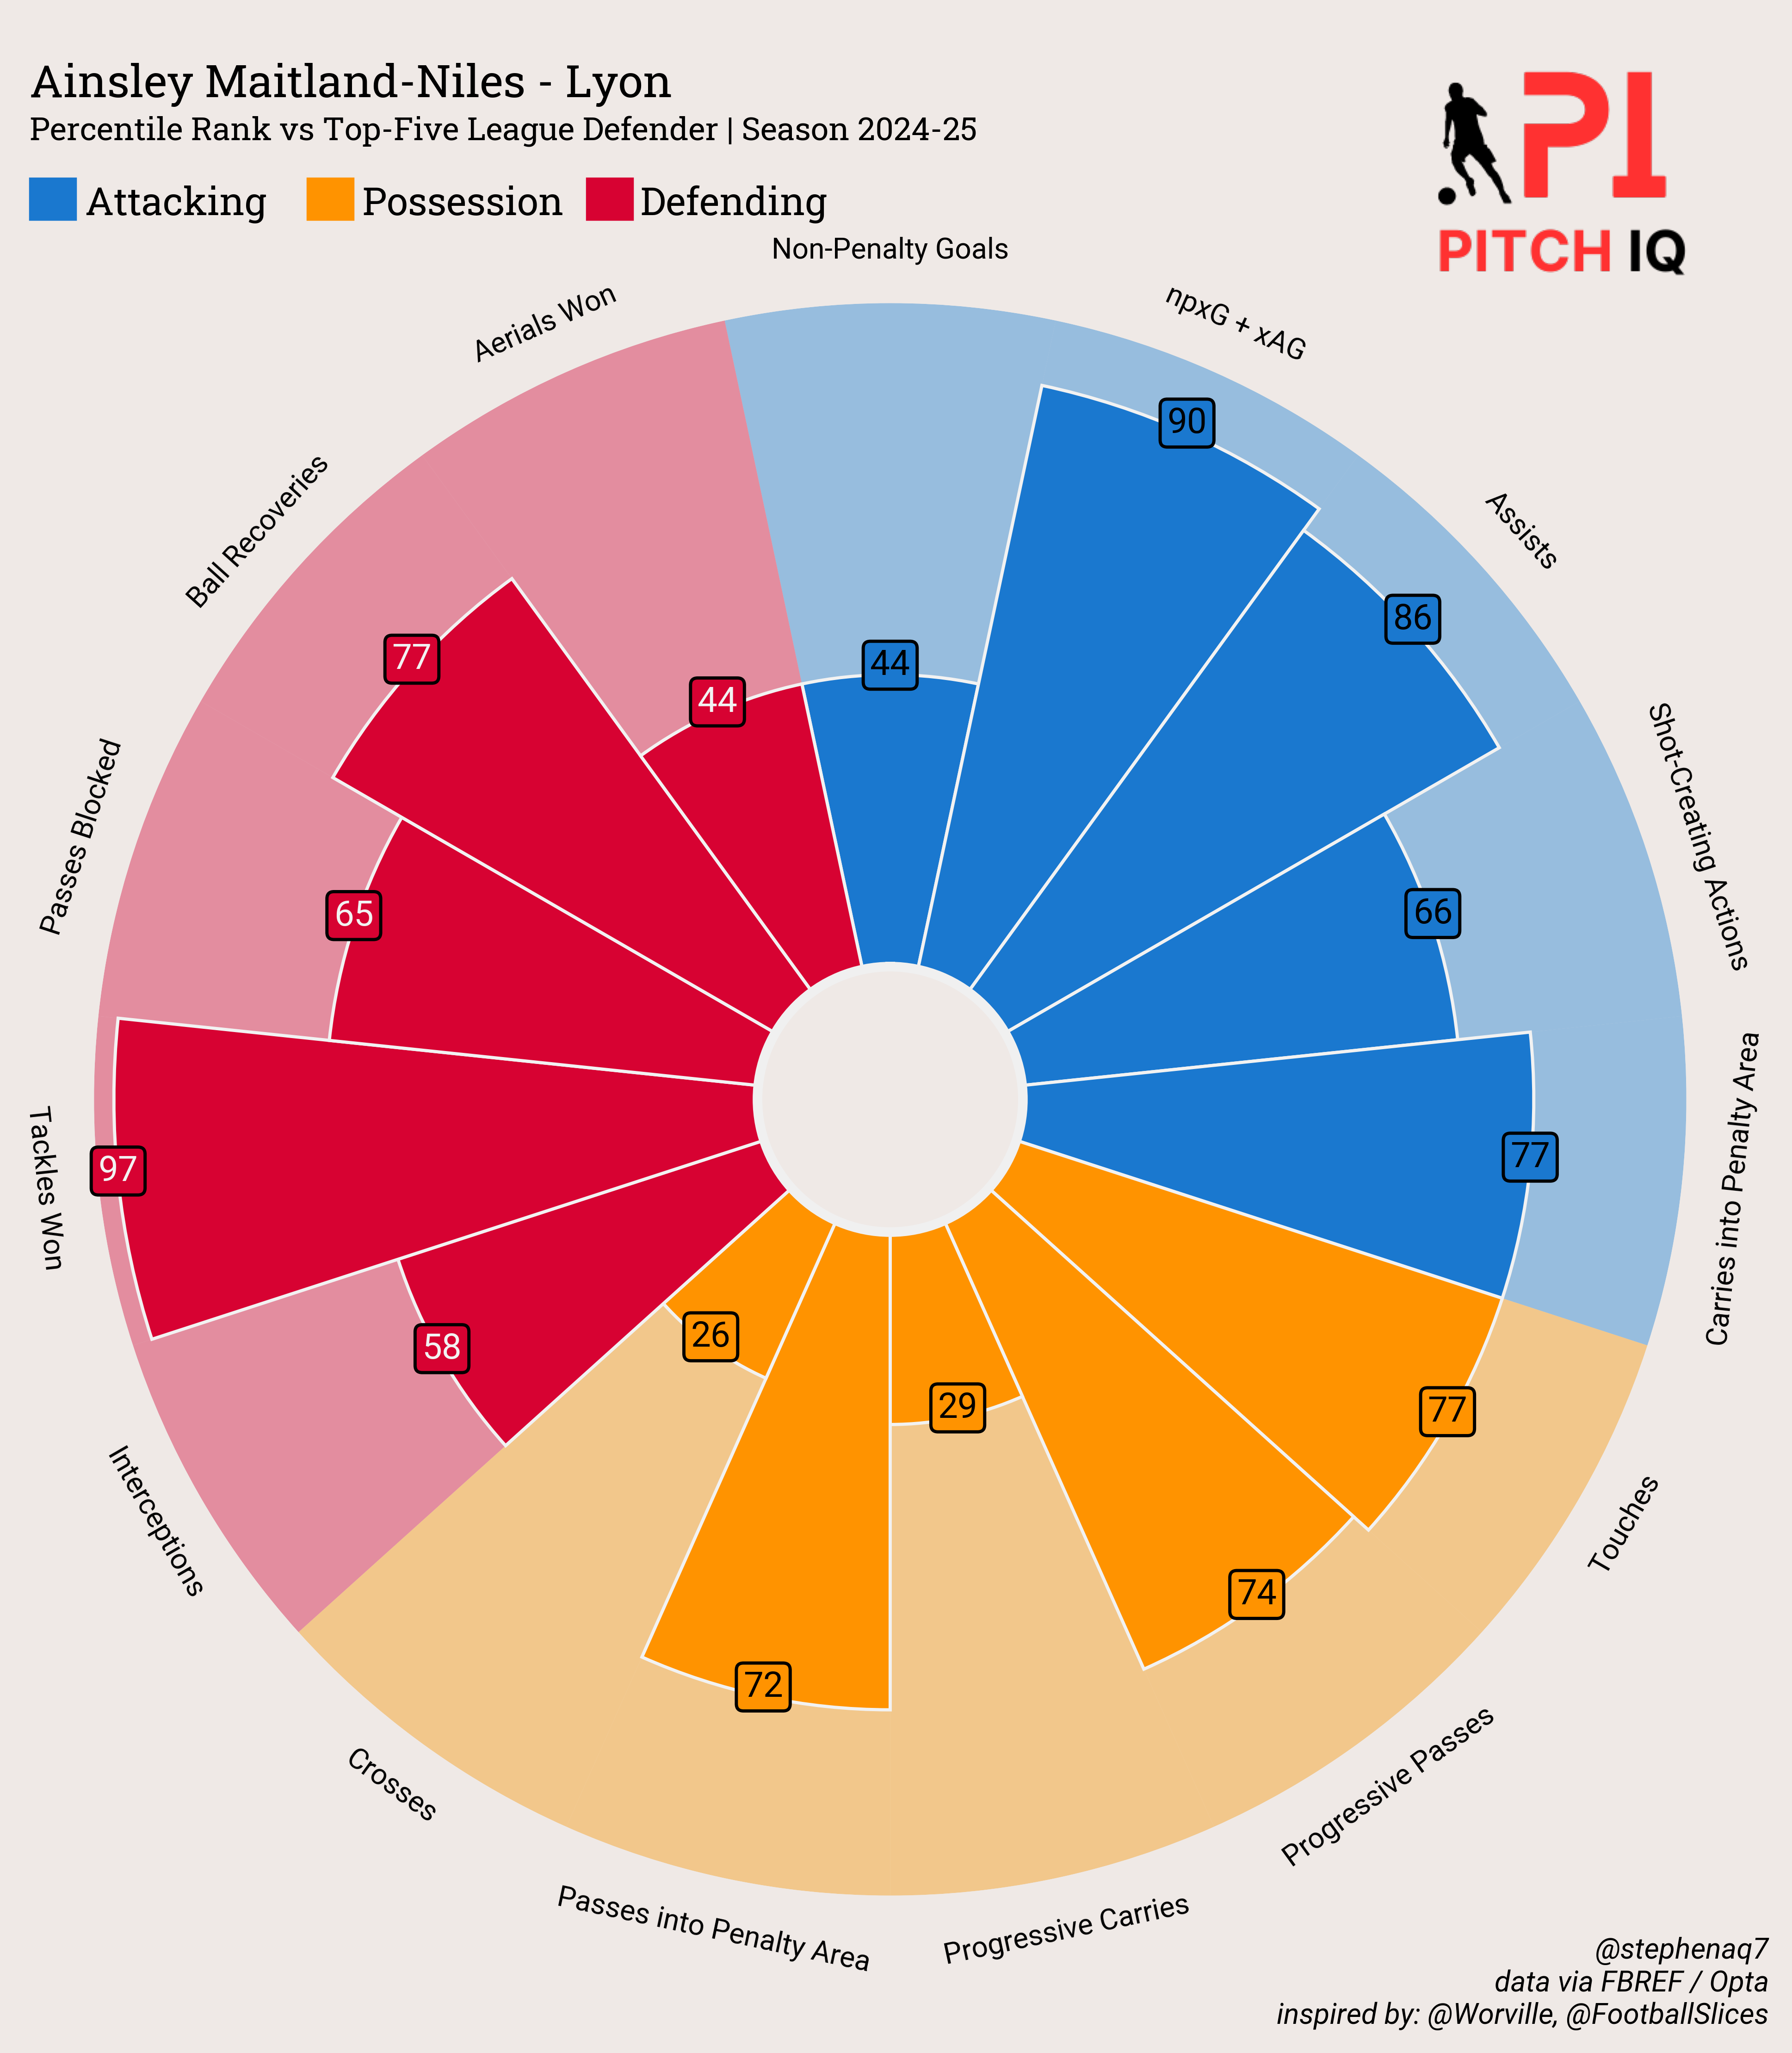 Ainsley Maitland-Niles - Lyon
Percentile Rank vs Top-Five League Defender | Season 2024-25
Attacking
Possession
Defending
PI
PITCH IQ
Non-Penalty Goals
44
npxG + xAG
90
Assists
86
Shot-Creating Actions
66
Carries into Penalty Area
77
Touches
77
Progressive Passes
74
Progressive Carries
29
Passes into Penalty Area
72
Crosses
26
Interceptions
58
Tackles Won
97
Passes Blocked
65
Ball Recoveries
77
Aerials Won
44
@stephenaq7
data via FBREF / Opta
inspired by: @Worville, @FootballSlices